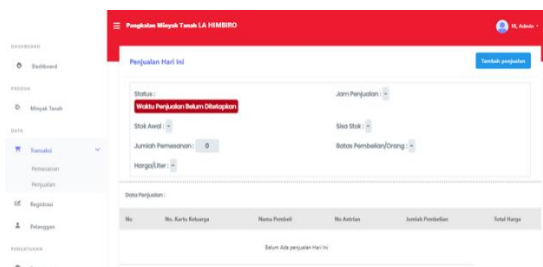 Pangkalan Minyak Tanah LA HIMBIRO
Hi, Admin
DASHBOARD
Dashboard
PERIODE
Minyak Tanah
DATA
Transaksi
Pemesanan
Penjualan
Registrasi
Pelanggan
PENGATURAN
Penjualan Hari Ini
Tambah penjualan
Status :
Waktu Penjualan Belum Ditetapkan
Jam Penjualan : -
Stok Awal : -
Sisa Stok : -
Jumlah Pemesanan : 0
Batas Pembelian/Orang : -
Harga/Liter : -
Data Penjualan :
No No. Kartu Keluarga Nama Pembeli No Antrian Jumlah Pembelian Total Harga
Belum Ada penjualan Hari Ini